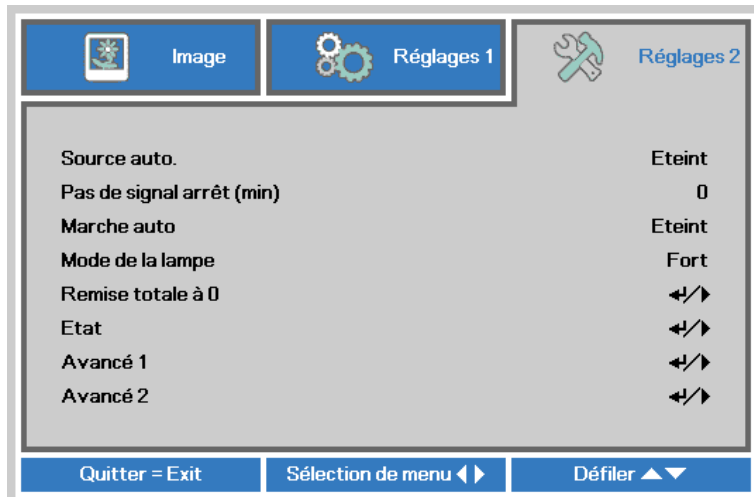 Image Réglages 1 Réglages 2
Source auto. Eteint
Pas de signal arrêt (min) 0
Marche auto Eteint
Mode de la lampe Fort
Remise totale à 0 ↵/▶
Etat ↵/▶
Avancé 1 ↵/▶
Avancé 2 ↵/▶
Quitter = Exit Sélection de menu ◀▶ Défiler ▲▼